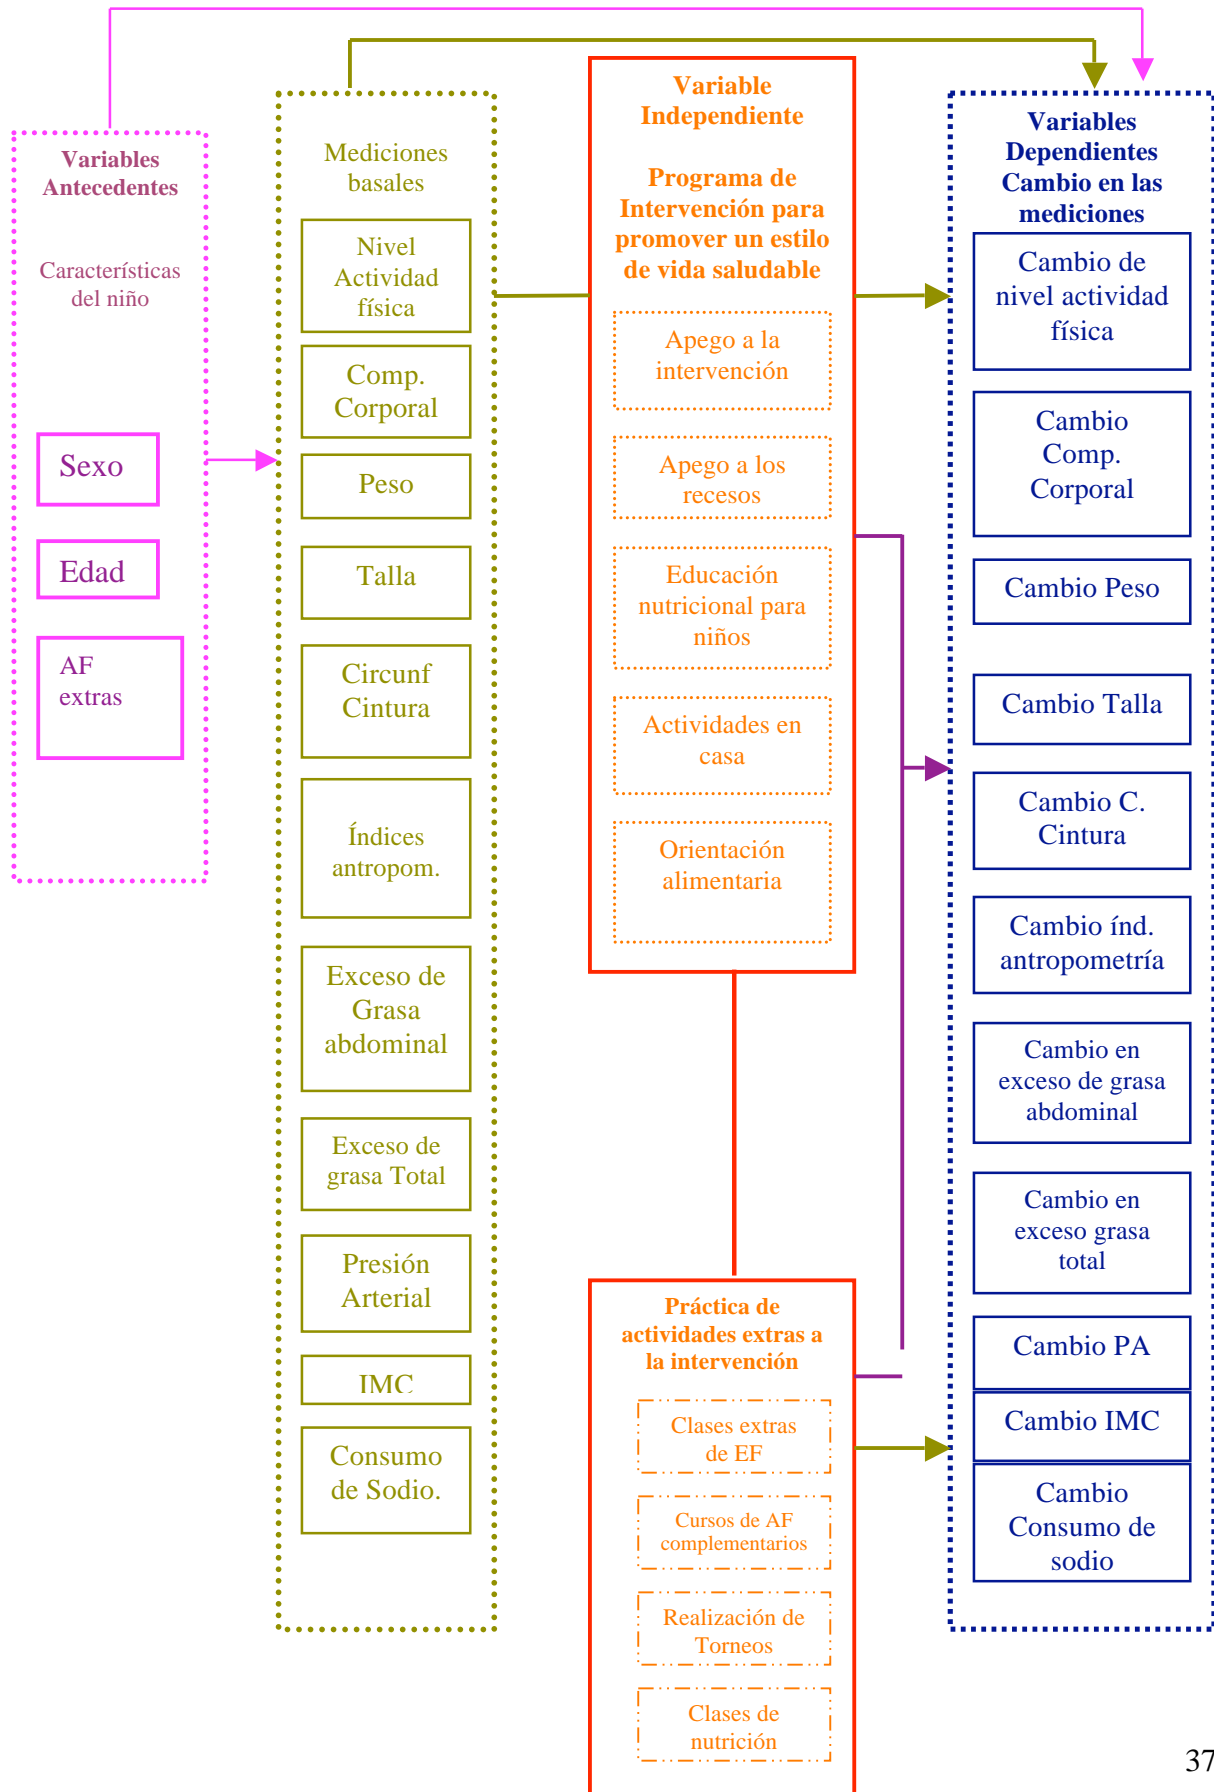 Variables
Antecedentes
Característícas
del niño
Sexo
Edad
AF
extras
Mediciones
basales
Nivel
Actividad
física
Comp.
Corporal
Peso
Talla
Circunf
Cintura
Índices
antropom.
Exceso de
Grasa
abdominal
Exceso de
grasa Total
Presión
Arterial
IMC
Consumo
de Sodio.
Variable
Independiente
Programa de
Intervención para
promover un estilo
de vida saludable
Apego a la
intervención
Apego a los
recesos
Educación
nutricional para
niños
Actividades en
casa
Orientación
alimentaria
Práctica de
actividades extras a
la intervención
Clases extras
de EF
Cursos de AF
complementarios
Realización de
Torneos
Clases de
nutrición
Variables
Dependientes
Cambio en las
mediciones
Cambio de
nivel actividad
física
Cambio
Comp.
Corporal
Cambio Peso
Cambio Talla
Cambio C.
Cintura
Cambio índ.
antropometría
Cambio en
exceso de grasa
abdominal
Cambio en
exceso grasa
total
Cambio PA
Cambio IMC
Cambio
Consumo de
sodio
37